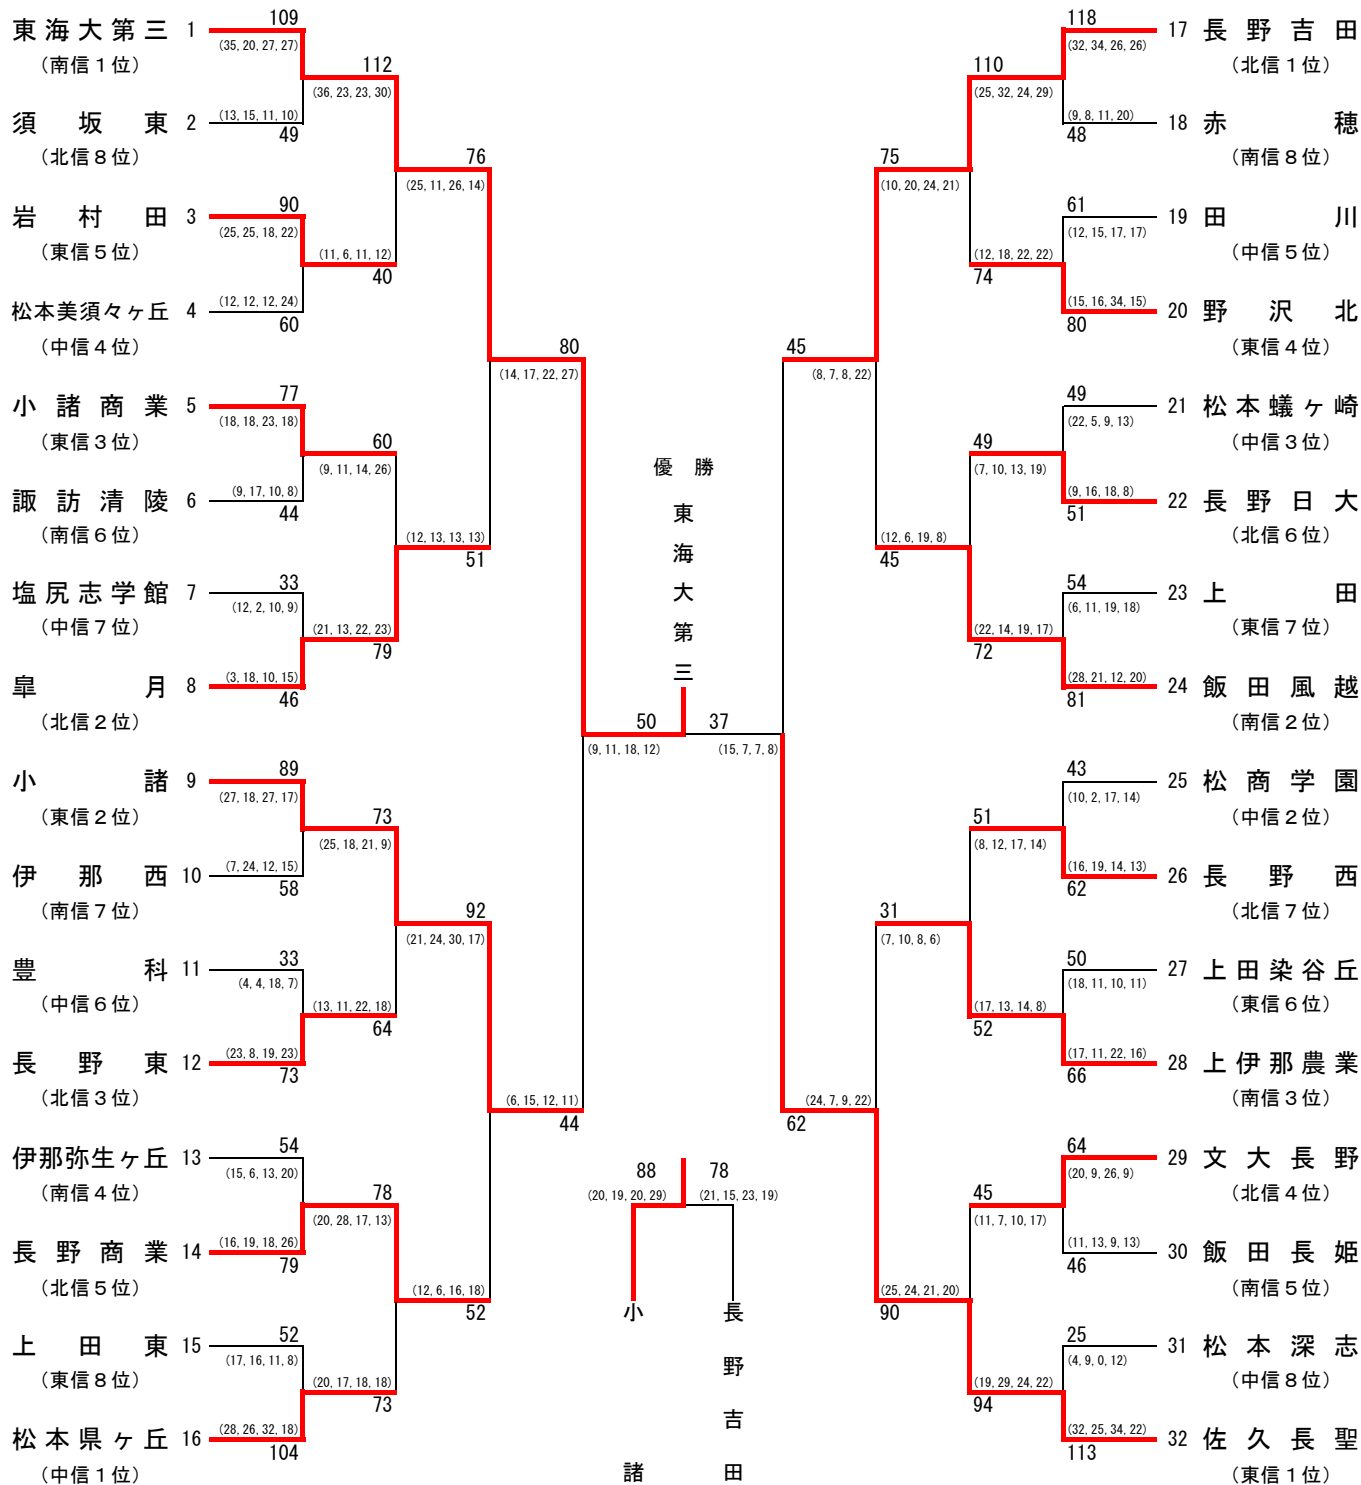 東海大第三 1 109
(35, 20, 27, 27)
(南信1位)
112
(36, 23, 23, 30)
須坂東 2 (13, 15, 11, 10)
49
(北信8位)
76
(25, 11, 26, 14)
岩村田 3 90
(25, 25, 18, 22)
(東信5位)
(11, 6, 11, 12)
40
松本美須々ヶ丘 4 (12, 12, 12, 24)
60
(中信4位)
80
(14, 17, 22, 27)
小諸商業 5 77
(18, 18, 23, 18)
(東信3位)
60
(9, 11, 14, 26)
諏訪清陵 6 (9, 17, 10, 8)
44
(南信6位)
(12, 13, 13, 13)
51
塩尻志学館 7 33
(12, 2, 10, 9)
(中信7位)
(21, 13, 22, 23)
79
皐月 8 (3, 18, 10, 15)
46
(北信2位)
50
(9, 11, 18, 12)
小諸 9 89
(27, 18, 27, 17)
(東信2位)
73
(25, 18, 21, 9)
伊那西 10 (7, 24, 12, 15)
58
(南信7位)
92
(21, 24, 30, 17)
豊科 11 33
(4, 4, 18, 7)
(中信6位)
(13, 11, 22, 18)
64
長野東 12 (23, 8, 19, 23)
73
(北信3位)
(6, 15, 12, 11)
44
伊那弥生ヶ丘 13 54
(15, 6, 13, 20)
(南信4位)
78
(20, 28, 17, 13)
長野商業 14 (16, 19, 18, 26)
79
(北信5位)
(12, 6, 16, 18)
52
上田東 15 52
(17, 16, 11, 8)
(東信8位)
(20, 17, 18, 18)
73
松本県ヶ丘 16 (28, 26, 32, 18)
104
(中信1位)
優勝
東海大第三
37
(15, 7, 7, 8)
88 78
(20, 19, 20, 29) (21, 15, 23, 19)
小諸
長野吉田
118 17 長野吉田
(32, 34, 26, 26)
(北信1位)
110
(25, 32, 24, 29)
(9, 8, 11, 20) 18 赤穂
48
(南信8位)
75
(10, 20, 24, 21)
61 19 田川
(12, 15, 17, 17)
(中信5位)
(12, 18, 22, 22)
74
(15, 16, 34, 15) 20 野沢北
80
(東信4位)
45
(8, 7, 8, 22)
49 21 松本蟻ヶ崎
(22, 5, 9, 13)
(中信3位)
49
(7, 10, 13, 19)
(9, 16, 18, 8) 22 長野日大
51
(北信6位)
(12, 6, 19, 8)
45
54 23 上田
(6, 11, 19, 18)
(東信7位)
(22, 14, 19, 17)
72
(28, 21, 12, 20) 24 飯田風越
81
(南信2位)
43 25 松商学園
(10, 2, 17, 14)
(中信2位)
51
(8, 12, 17, 14)
(16, 19, 14, 13) 26 長野西
62
(北信7位)
31
(7, 10, 8, 6)
50 27 上田染谷丘
(18, 11, 10, 11)
(東信6位)
(17, 13, 14, 8)
52
(17, 11, 22, 16) 28 上伊那農業
66
(南信3位)
(24, 7, 9, 22)
62
64 29 文大長野
(20, 9, 26, 9)
(北信4位)
45
(11, 7, 10, 17)
(11, 13, 9, 13) 30 飯田長姫
46
(南信5位)
(25, 24, 21, 20)
90
25 31 松本深志
(4, 9, 0, 12)
(中信8位)
(19, 29, 24, 22)
94
(32, 25, 34, 22) 32 佐久長聖
113
(東信1位)